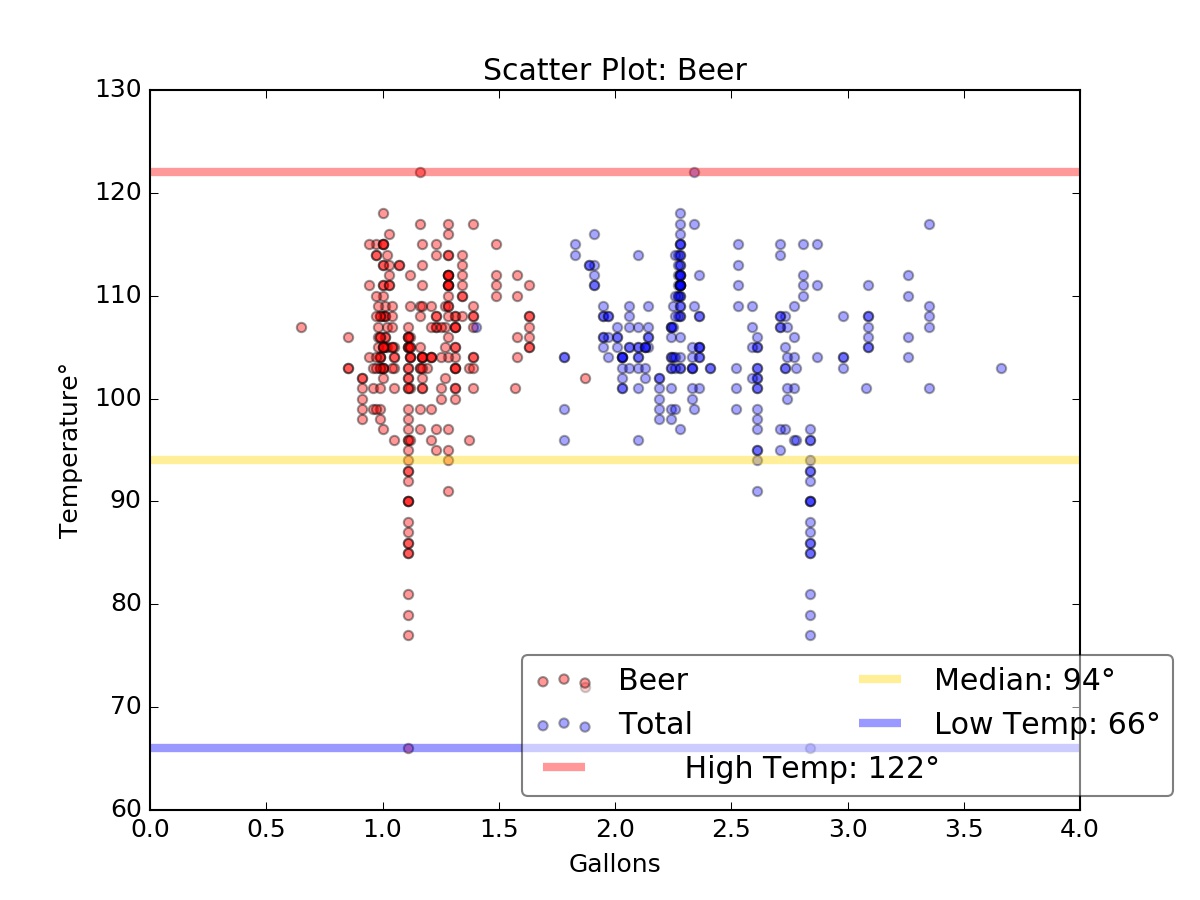 Scatter Plot: Beer
130
120
110
100
90
80
70
60
Temperature°
0.0 0.5 1.0 1.5 2.0 2.5 3.0 3.5 4.0
Gallons
Beer
Total
High Temp: 122°
Median: 94°
Low Temp: 66°